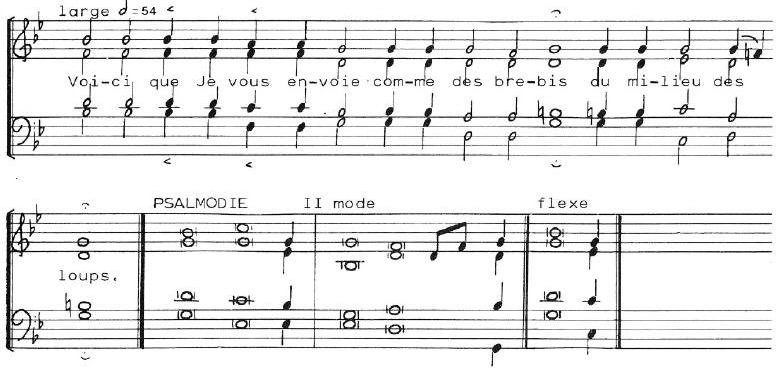 large 𝅗𝅥=54
Voi-ci que Je vous en-voie com-me des bre-bis du mi-lieu des
PSALMODIE II mode flexe
loups.